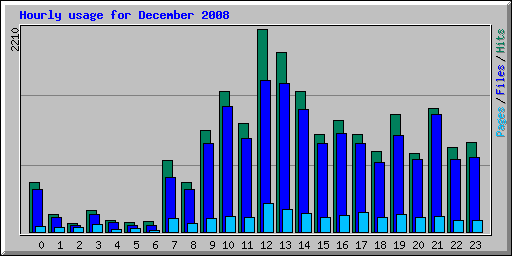 Hourly usage for December 2008
2210
Pages/Files/Hits
0 1 2 3 4 5 6 7 8 9 10 11 12 13 14 15 16 17 18 19 20 21 22 23